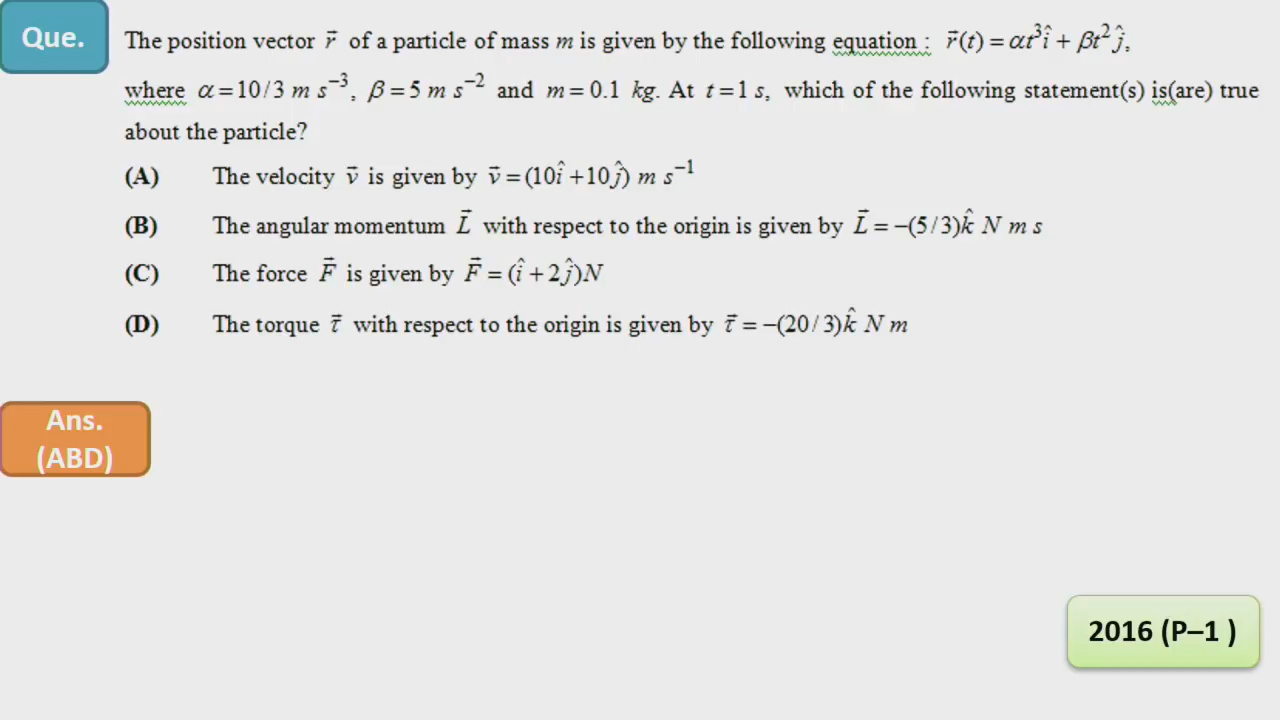 Que.
The position vector r⃗ of a particle of mass m is given by the following equation : r⃗(t) = αt³î + βt²ĵ,
where α = 10/3 m s⁻³, β = 5 m s⁻² and m = 0.1 kg. At t = 1 s, which of the following statement(s) is(are) true
about the particle?
(A) The velocity v⃗ is given by v⃗ = (10î + 10ĵ) m s⁻¹
(B) The angular momentum L⃗ with respect to the origin is given by L⃗ = −(5/3)k̂ N m s
(C) The force F⃗ is given by F⃗ = (î + 2ĵ)N
(D) The torque τ⃗ with respect to the origin is given by τ⃗ = −(20/3)k̂ N m
Ans.
(ABD)
2016 (P–1 )